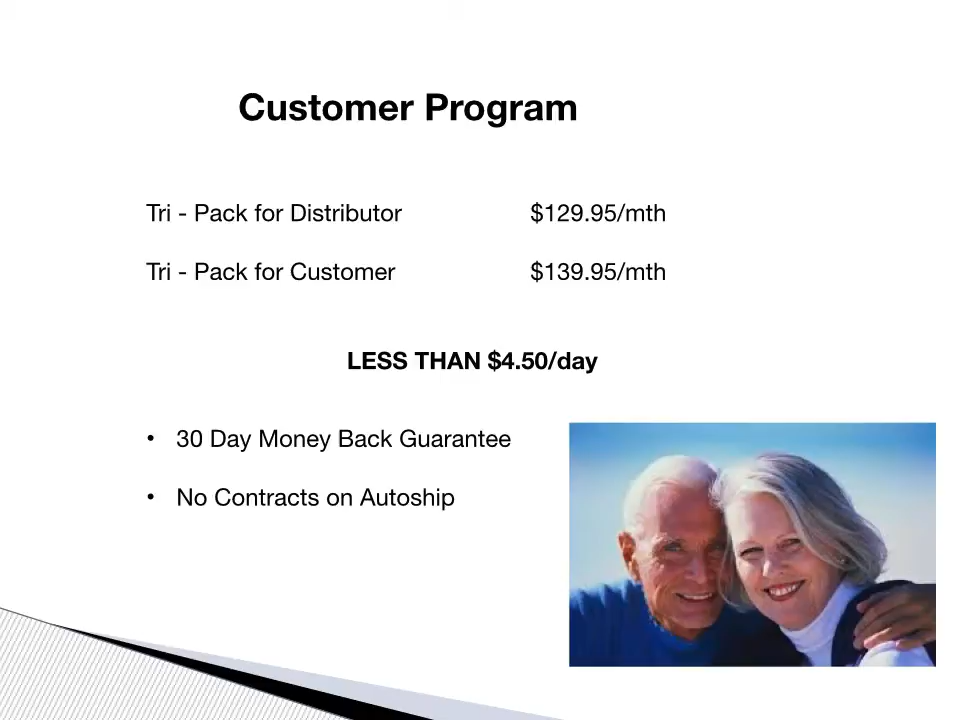 Customer Program
Tri - Pack for Distributor $129.95/mth
Tri - Pack for Customer $139.95/mth
LESS THAN $4.50/day
• 30 Day Money Back Guarantee
• No Contracts on Autoship